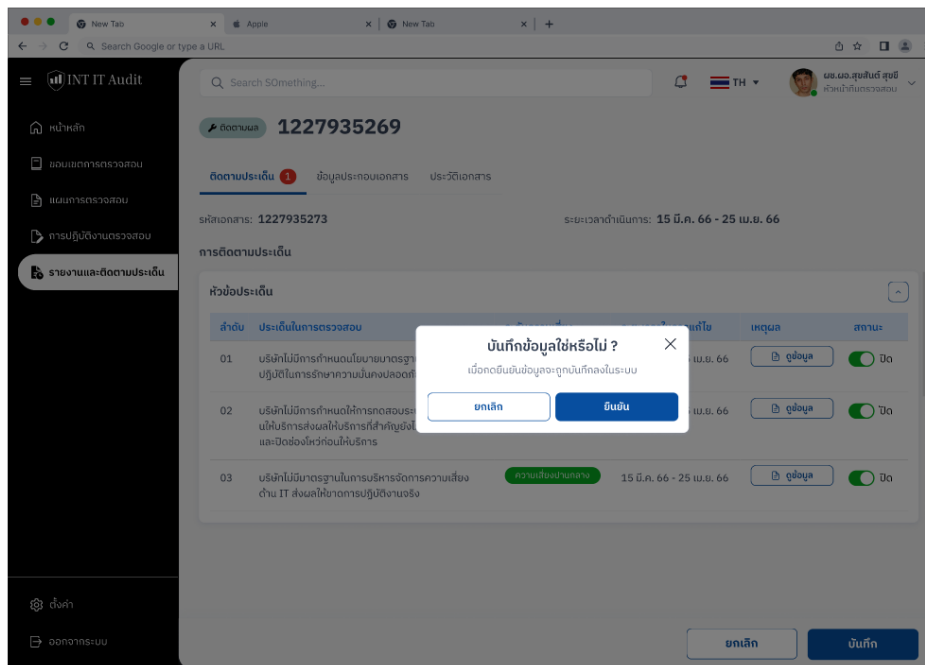 New Tab
Apple
New Tab
Search Google or type a URL
INT IT Audit
Search SOmething...
TH
ผช.ผอ.สุขสันต์ สุขขี
หัวหน้าทีมตรวจสอบ
หน้าหลัก
ขอบเขตการตรวจสอบ
แผนการตรวจสอบ
การปฏิบัติงานตรวจสอบ
รายงานและติดตามประเด็น
ตั้งค่า
ออกจากระบบ
ติดตามผล 1227935269
ติดตามประเด็น 1 ข้อมูลประกอบเอกสาร ประวัติเอกสาร
รหัสเอกสาร: 1227935273 ระยะเวลาดำเนินการ: 15 มี.ค. 66 - 25 เม.ย. 66
การติดตามประเด็น
หัวข้อประเด็น
ลำดับ ประเด็นในการตรวจสอบ เหตุผล สถานะ
01 บริษัทไม่มีการกำหนดนโยบายมาตรฐา เม.ย. 66 ดูข้อมูล ปิด
ปฏิบัติในการรักษาความมั่นคงปลอดภั
02 บริษัทไม่มีการกำหนดให้การทดสอบระ เม.ย. 66 ดูข้อมูล ปิด
นให้บริการส่งผลให้บริการที่สำคัญยังไ
และปิดช่องโหว่ก่อนให้บริการ
03 บริษัทไม่มีมาตรฐานในการบริหารจัดการความเสี่ยง ความเสี่ยงปานกลาง 15 มี.ค. 66 - 25 เม.ย. 66 ดูข้อมูล ปิด
ด้าน IT ส่งผลให้ขาดการปฏิบัติงานจริง
บันทึกข้อมูลใช่หรือไม่ ?
เมื่อกดยืนยันข้อมูลจะถูกบันทึกลงในระบบ
ยกเลิก ยืนยัน
ยกเลิก บันทึก